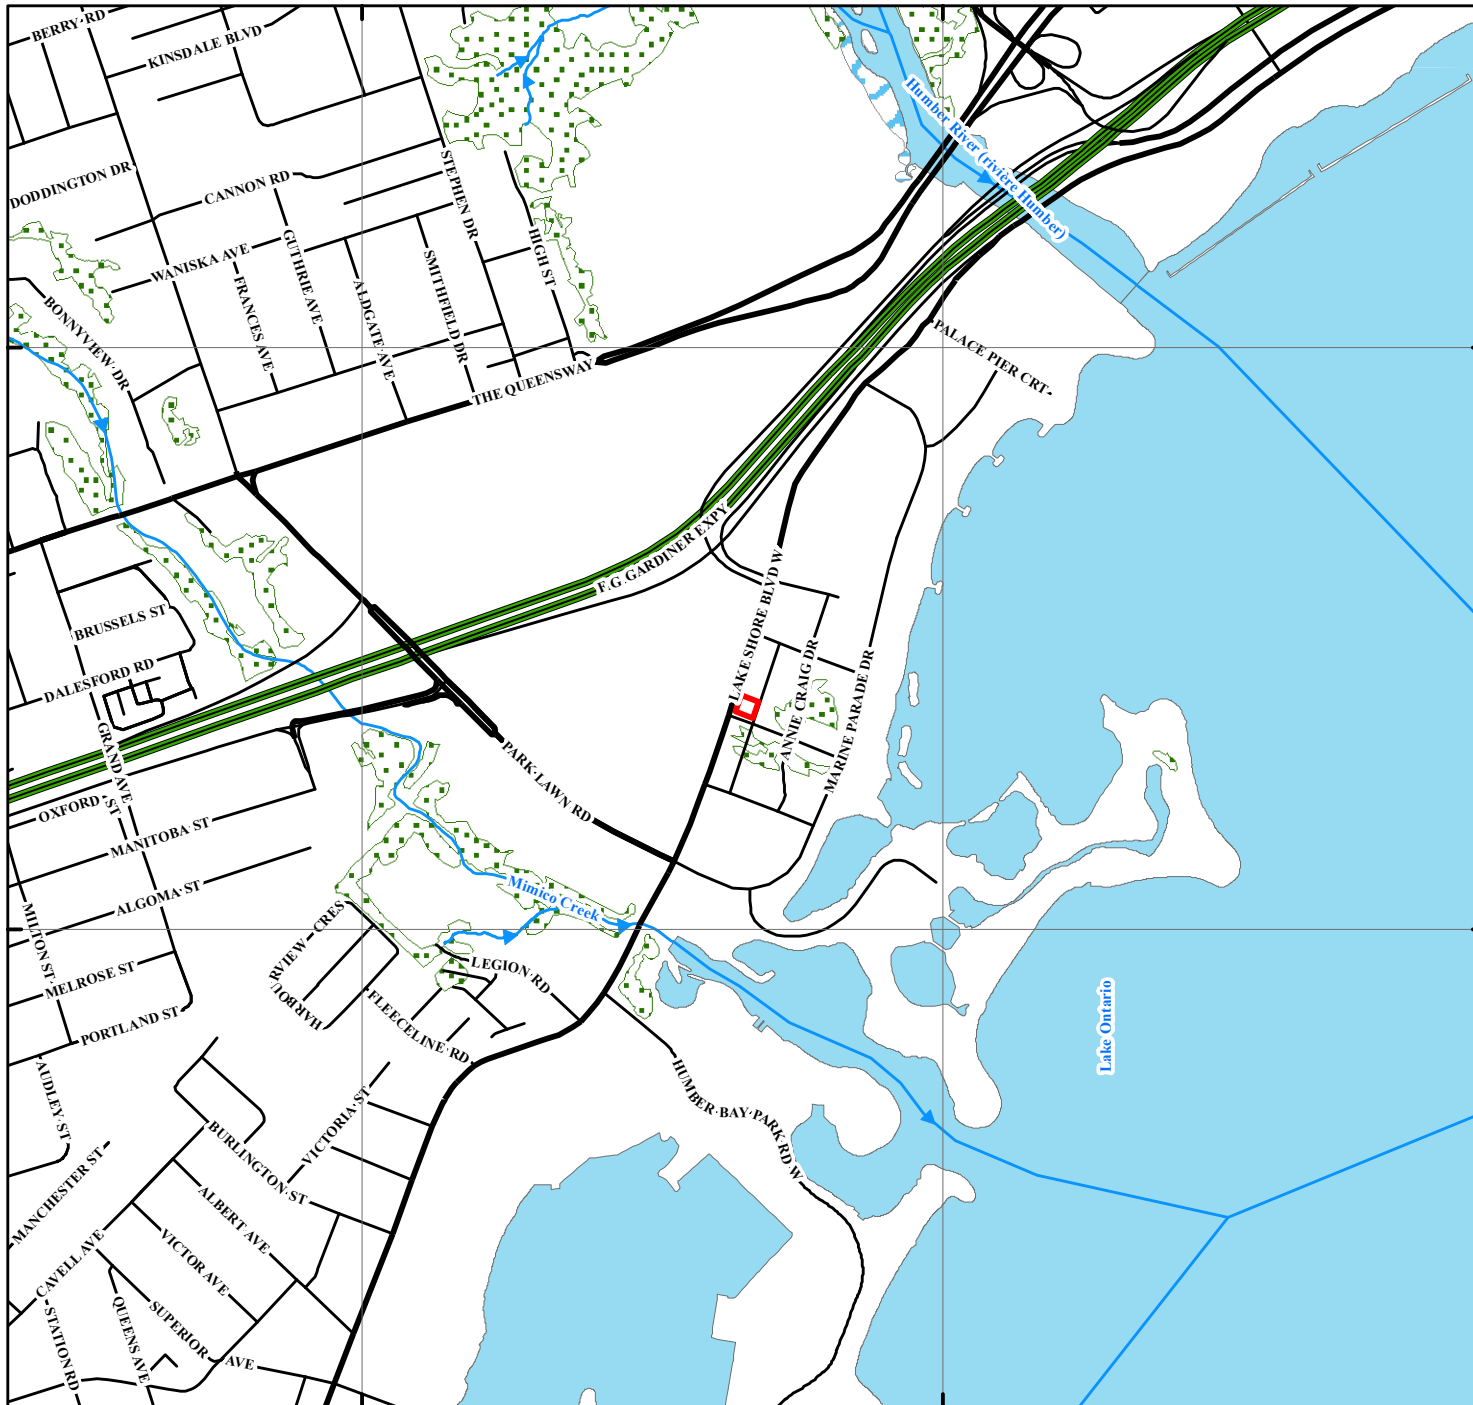 BERRY RD
KINSDALE BLVD
Humber River (rivière Humber)
DODDINGTON DR
CANNON RD
STEPHEN DR
WANISKA AVE
GUTHRIE AVE
HIGH ST
SMITHFIELD DR
FRANCES AVE
ALDGATE AVE
BONNYVIEW DR
PALACE PIER CRT
THE QUEENSWAY
F.G. GARDINER EXPY
LAKE SHORE BLVD W
BRUSSELS ST
DALESFORD RD
ANNIE CRAIG DR
MARINE PARADE DR
GRAND AVE
PARK LAWN RD
OXFORD ST
MANITOBA ST
ALGOMA ST
Mimico Creek
MILTON ST
HARBOURVIEW CRES
LEGION RD
MELROSE ST
FLEECELINE RD
PORTLAND ST
Lake Ontario
AUDLEY ST
VICTORIA ST
HUMBER BAY PARK RD W
BURLINGTON ST
MANCHESTER ST
ALBERT AVE
CAVELL AVE
VICTOR AVE
STATION RD
QUEENS AVE
SUPERIOR AVE